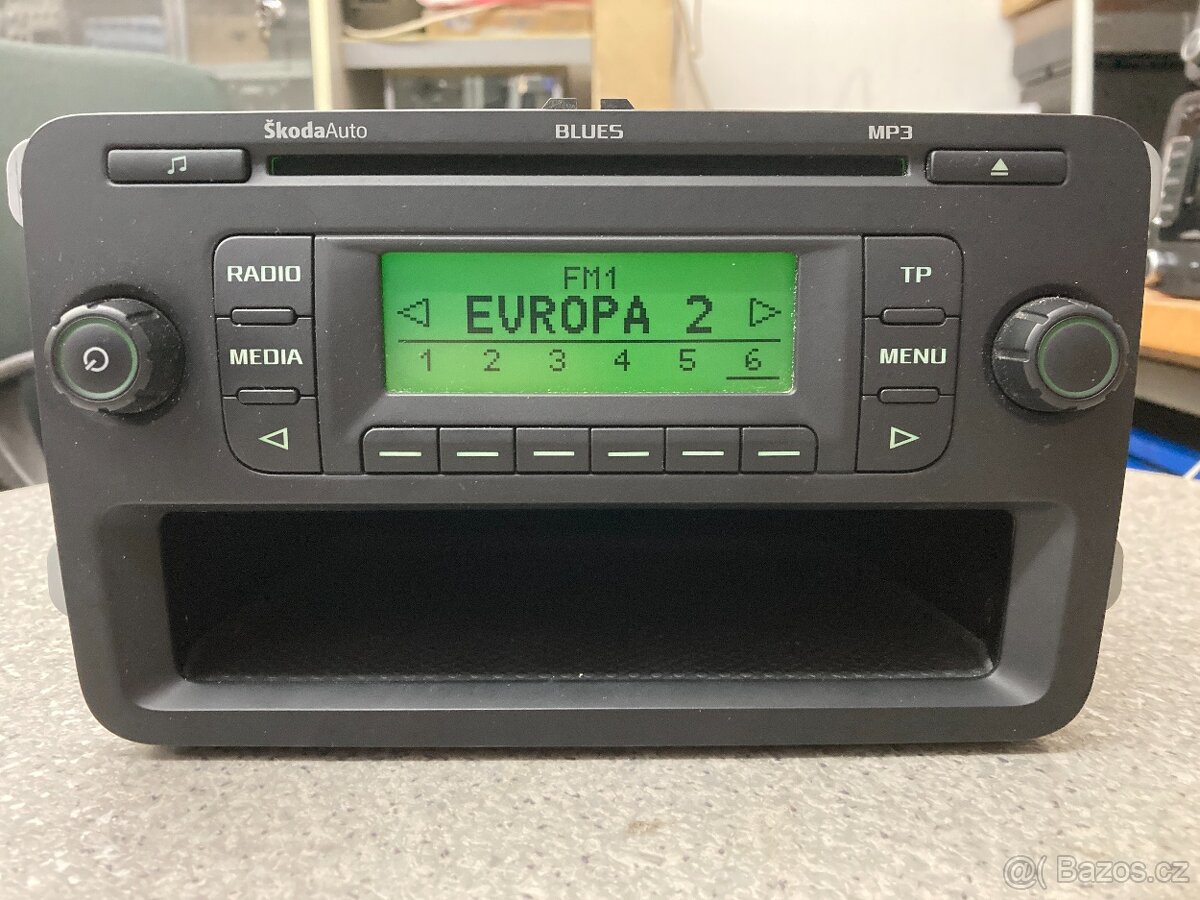 ŠkodaAuto BLUES MP3
RADIO
MEDIA
FM1
EVROPA 2
1 2 3 4 5 6
TP
MENU
@( Bazos.cz